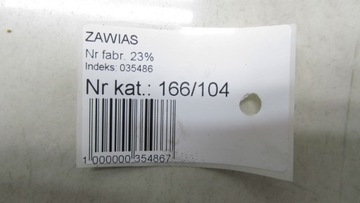 ZAWIAS
Nr fabr. 23%
Indeks: 035486
Nr kat.: 166/104
1 000000 354867